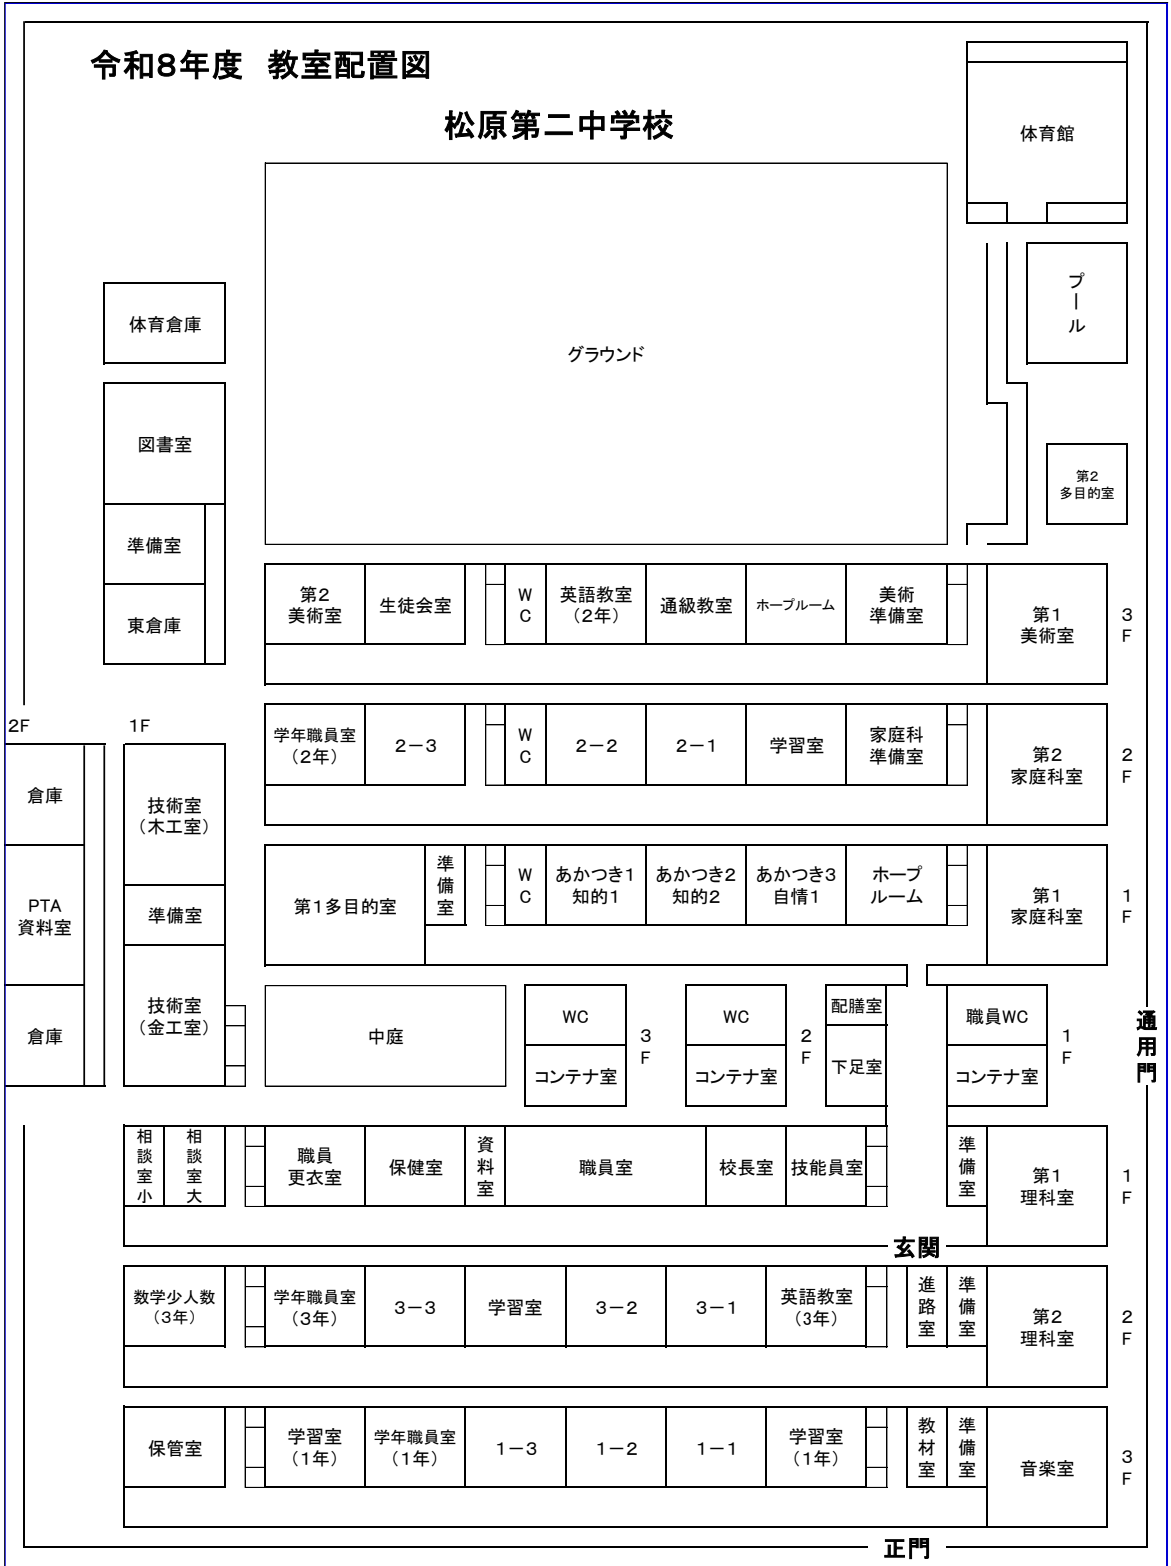 令和8年度　教室配置図
松原第二中学校
体育館
プール
体育倉庫
グラウンド
図書室
第2
多目的室
準備室
東倉庫
第2
美術室
生徒会室
WC
英語教室
（2年）
通級教室
ホープルーム
美術
準備室
第1
美術室
3F
2F
1F
学年職員室
（2年）
2－3
WC
2－2
2－1
学習室
家庭科
準備室
第2
家庭科室
2F
倉庫
技術室
（木工室）
PTA
資料室
準備室
第1多目的室
準備室
WC
あかつき1
知的1
あかつき2
知的2
あかつき3
自情1
ホープ
ルーム
第1
家庭科室
1F
倉庫
技術室
（金工室）
中庭
WC
コンテナ室
3F
WC
コンテナ室
2F
配膳室
下足室
職員WC
コンテナ室
1F
通用門
相談室小
相談室大
職員
更衣室
保健室
資料室
職員室
校長室
技能員室
準備室
第1
理科室
1F
玄関
数学少人数
（3年）
学年職員室
（3年）
3－3
学習室
3－2
3－1
英語教室
（3年）
進路室
準備室
第2
理科室
2F
保管室
学習室
（1年）
学年職員室
（1年）
1－3
1－2
1－1
学習室
（1年）
教材室
準備室
音楽室
3F
正門